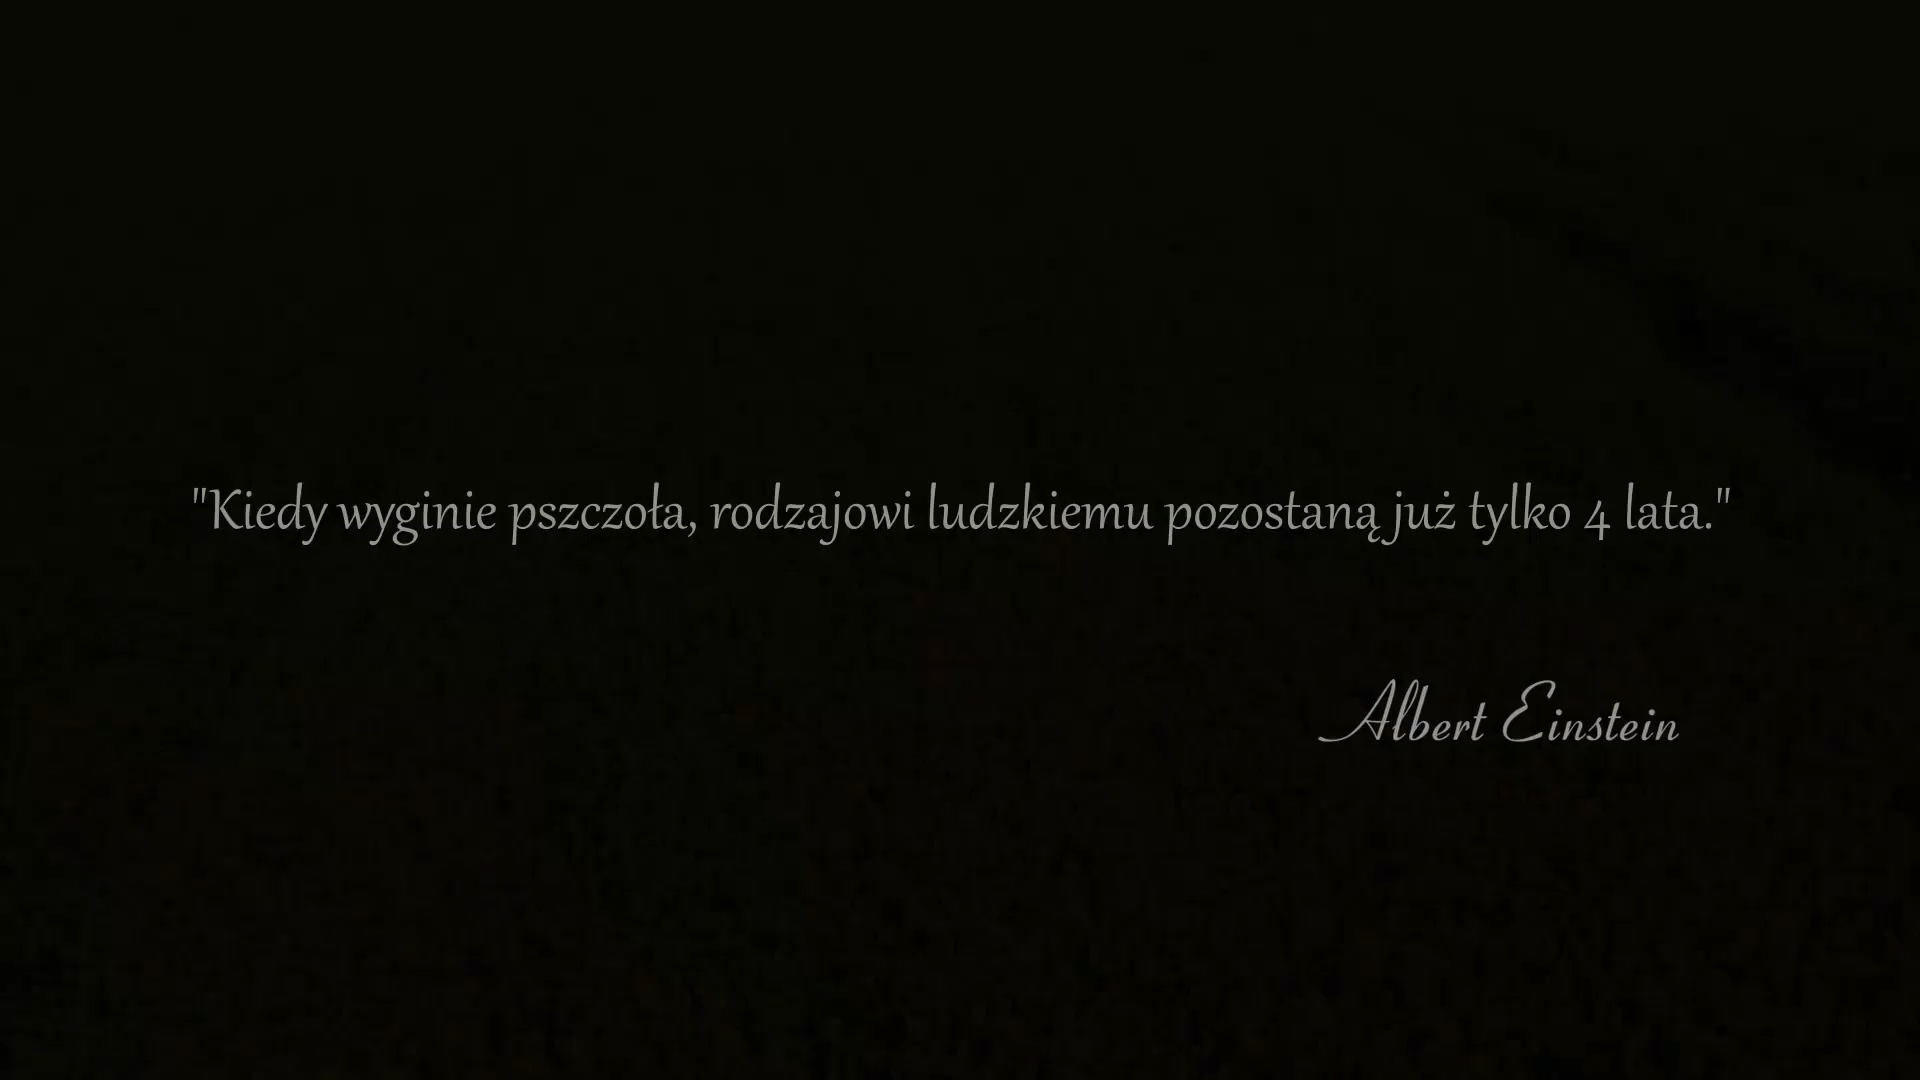 "Kiedy wyginie pszczoła, rodzajowi ludzkiemu pozostaną już tylko 4 lata."
Albert Einstein